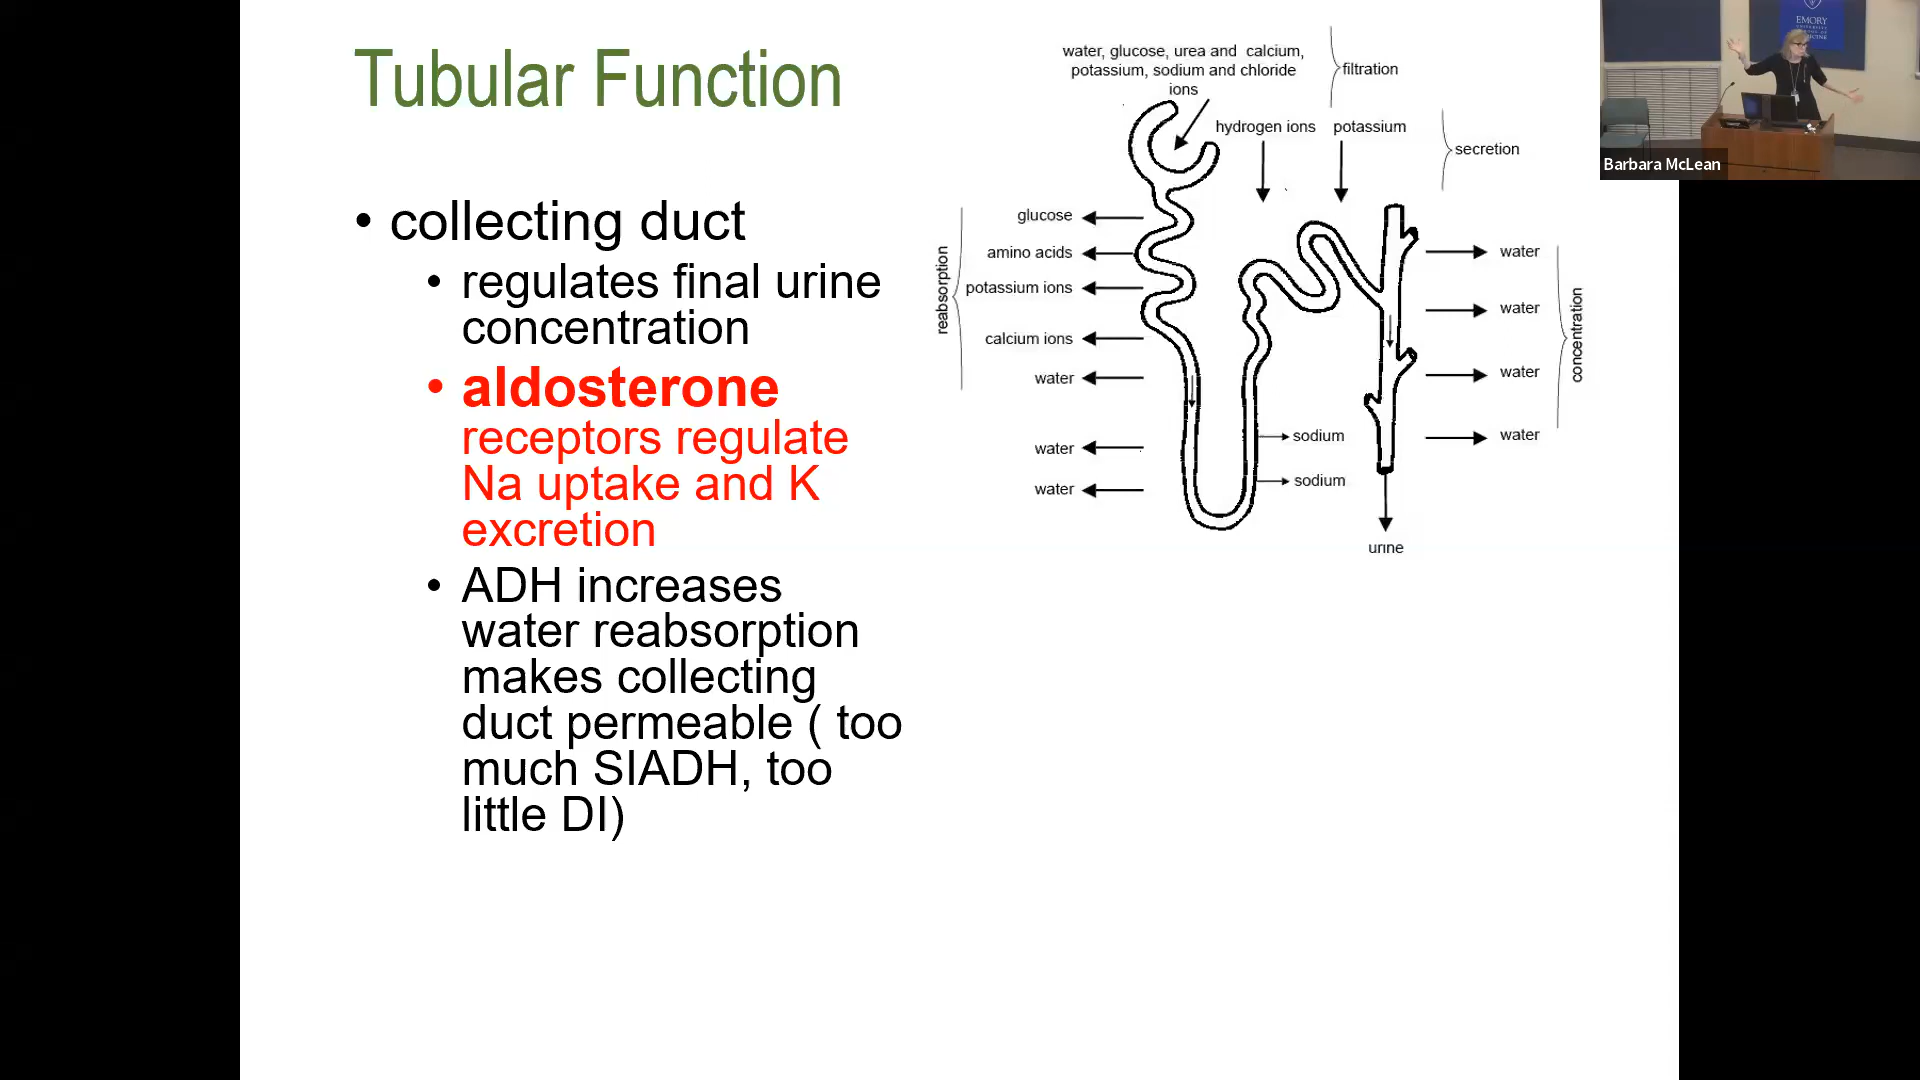 Tubular Function
• collecting duct
• regulates final urine
concentration
• aldosterone
receptors regulate
Na uptake and K
excretion
• ADH increases
water reabsorption
makes collecting
duct permeable ( too
much SIADH, too
little DI)
water, glucose, urea and calcium,
potassium, sodium and chloride
ions
filtration
hydrogen ions
potassium
secretion
reabsorption
glucose
amino acids
potassium ions
calcium ions
water
water
water
sodium
sodium
water
water
water
water
concentration
urine
EMORY
Barbara McLean